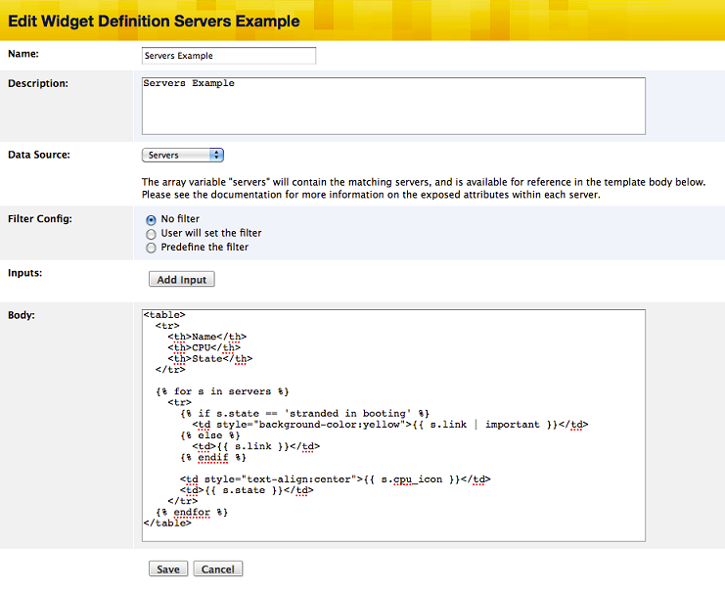 Edit Widget Definition Servers Example
Name:
Servers Example
Description:
Servers Example
Data Source:
Servers
The array variable "servers" will contain the matching servers, and is available for reference in the template body below.
Please see the documentation for more information on the exposed attributes within each server.
Filter Config:
No filter
User will set the filter
Predefine the filter
Inputs:
Add Input
Body:
<table>
  <tr>
    <th>Name</th>
    <th>CPU</th>
    <th>State</th>
  </tr>

  {% for s in servers %}
    <tr>
      {% if s.state == 'stranded in booting' %}
        <td style="background-color:yellow">{{ s.link | important }}</td>
      {% else %}
        <td>{{ s.link }}</td>
      {% endif %}

      <td style="text-align:center">{{ s.cpu_icon }}</td>
      <td>{{ s.state }}</td>
    </tr>
  {% endfor %}
</table>
Save Cancel